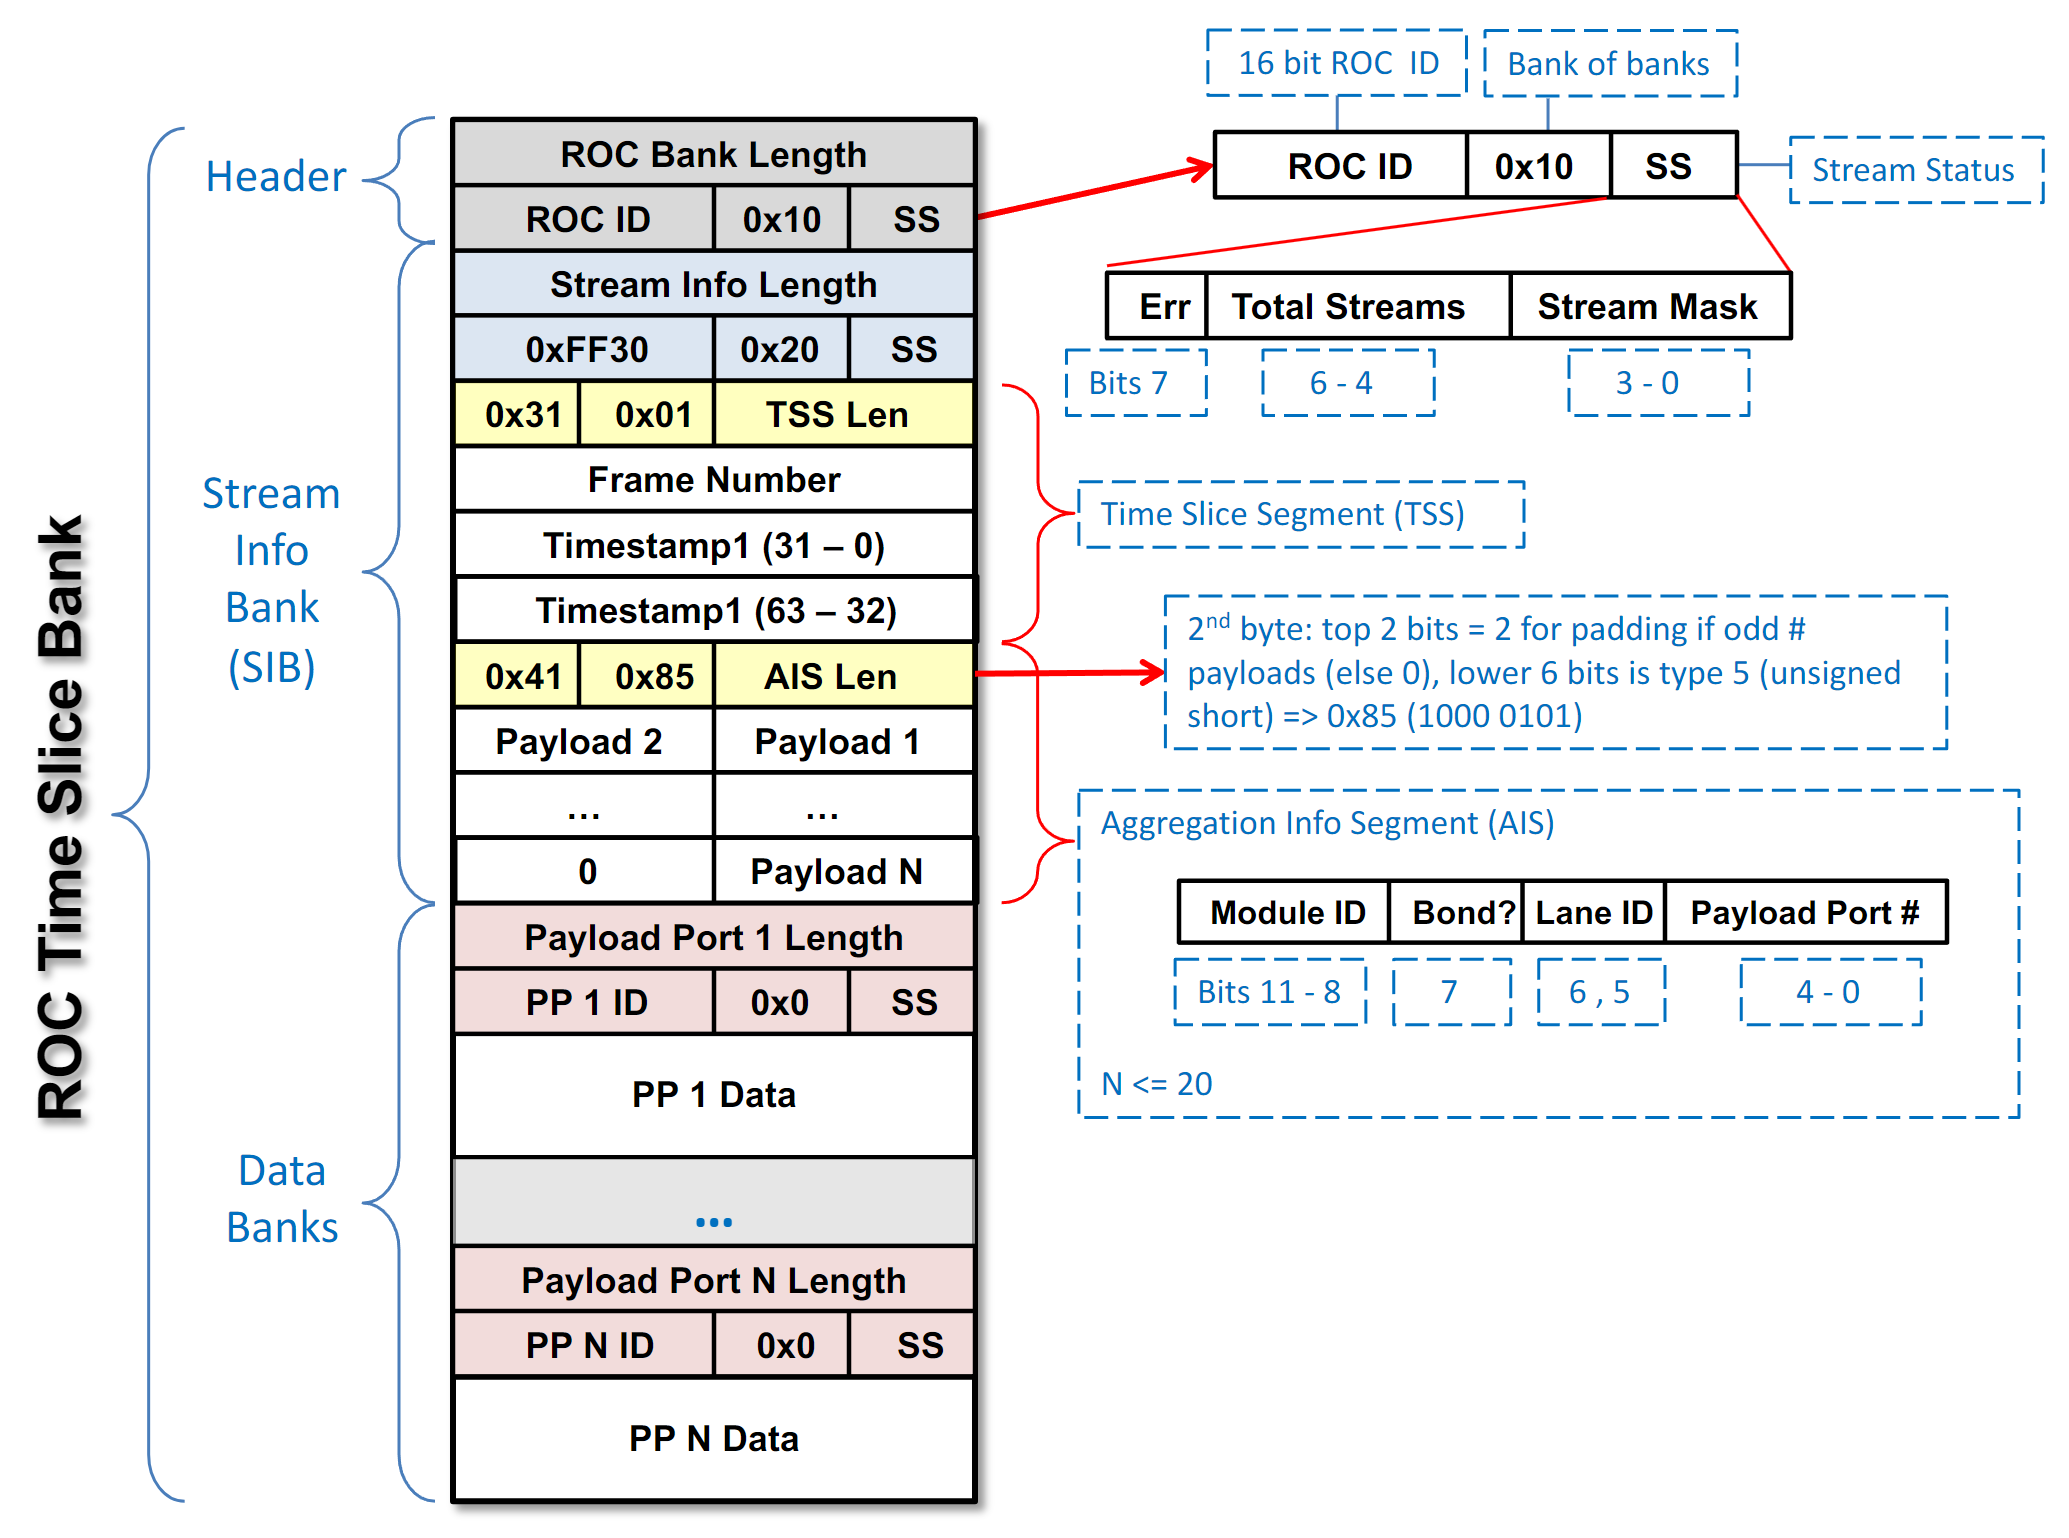 ROC Time Slice Bank
Header
Stream
Info
Bank
(SIB)
Data
Banks
ROC Bank Length
ROC ID 0x10 SS
Stream Info Length
0xFF30 0x20 SS
0x31 0x01 TSS Len
Frame Number
Timestamp1 (31 – 0)
Timestamp1 (63 – 32)
0x41 0x85 AIS Len
Payload 2 Payload 1
... ...
0 Payload N
Payload Port 1 Length
PP 1 ID 0x0 SS
PP 1 Data
...
Payload Port N Length
PP N ID 0x0 SS
PP N Data
16 bit ROC ID Bank of banks
ROC ID 0x10 SS
Stream Status
Err Total Streams Stream Mask
Bits 7 6 - 4 3 - 0
Time Slice Segment (TSS)
2nd byte: top 2 bits = 2 for padding if odd #
payloads (else 0), lower 6 bits is type 5 (unsigned
short) => 0x85 (1000 0101)
Aggregation Info Segment (AIS)
Module ID Bond? Lane ID Payload Port #
Bits 11 - 8 7 6 , 5 4 - 0
N <= 20